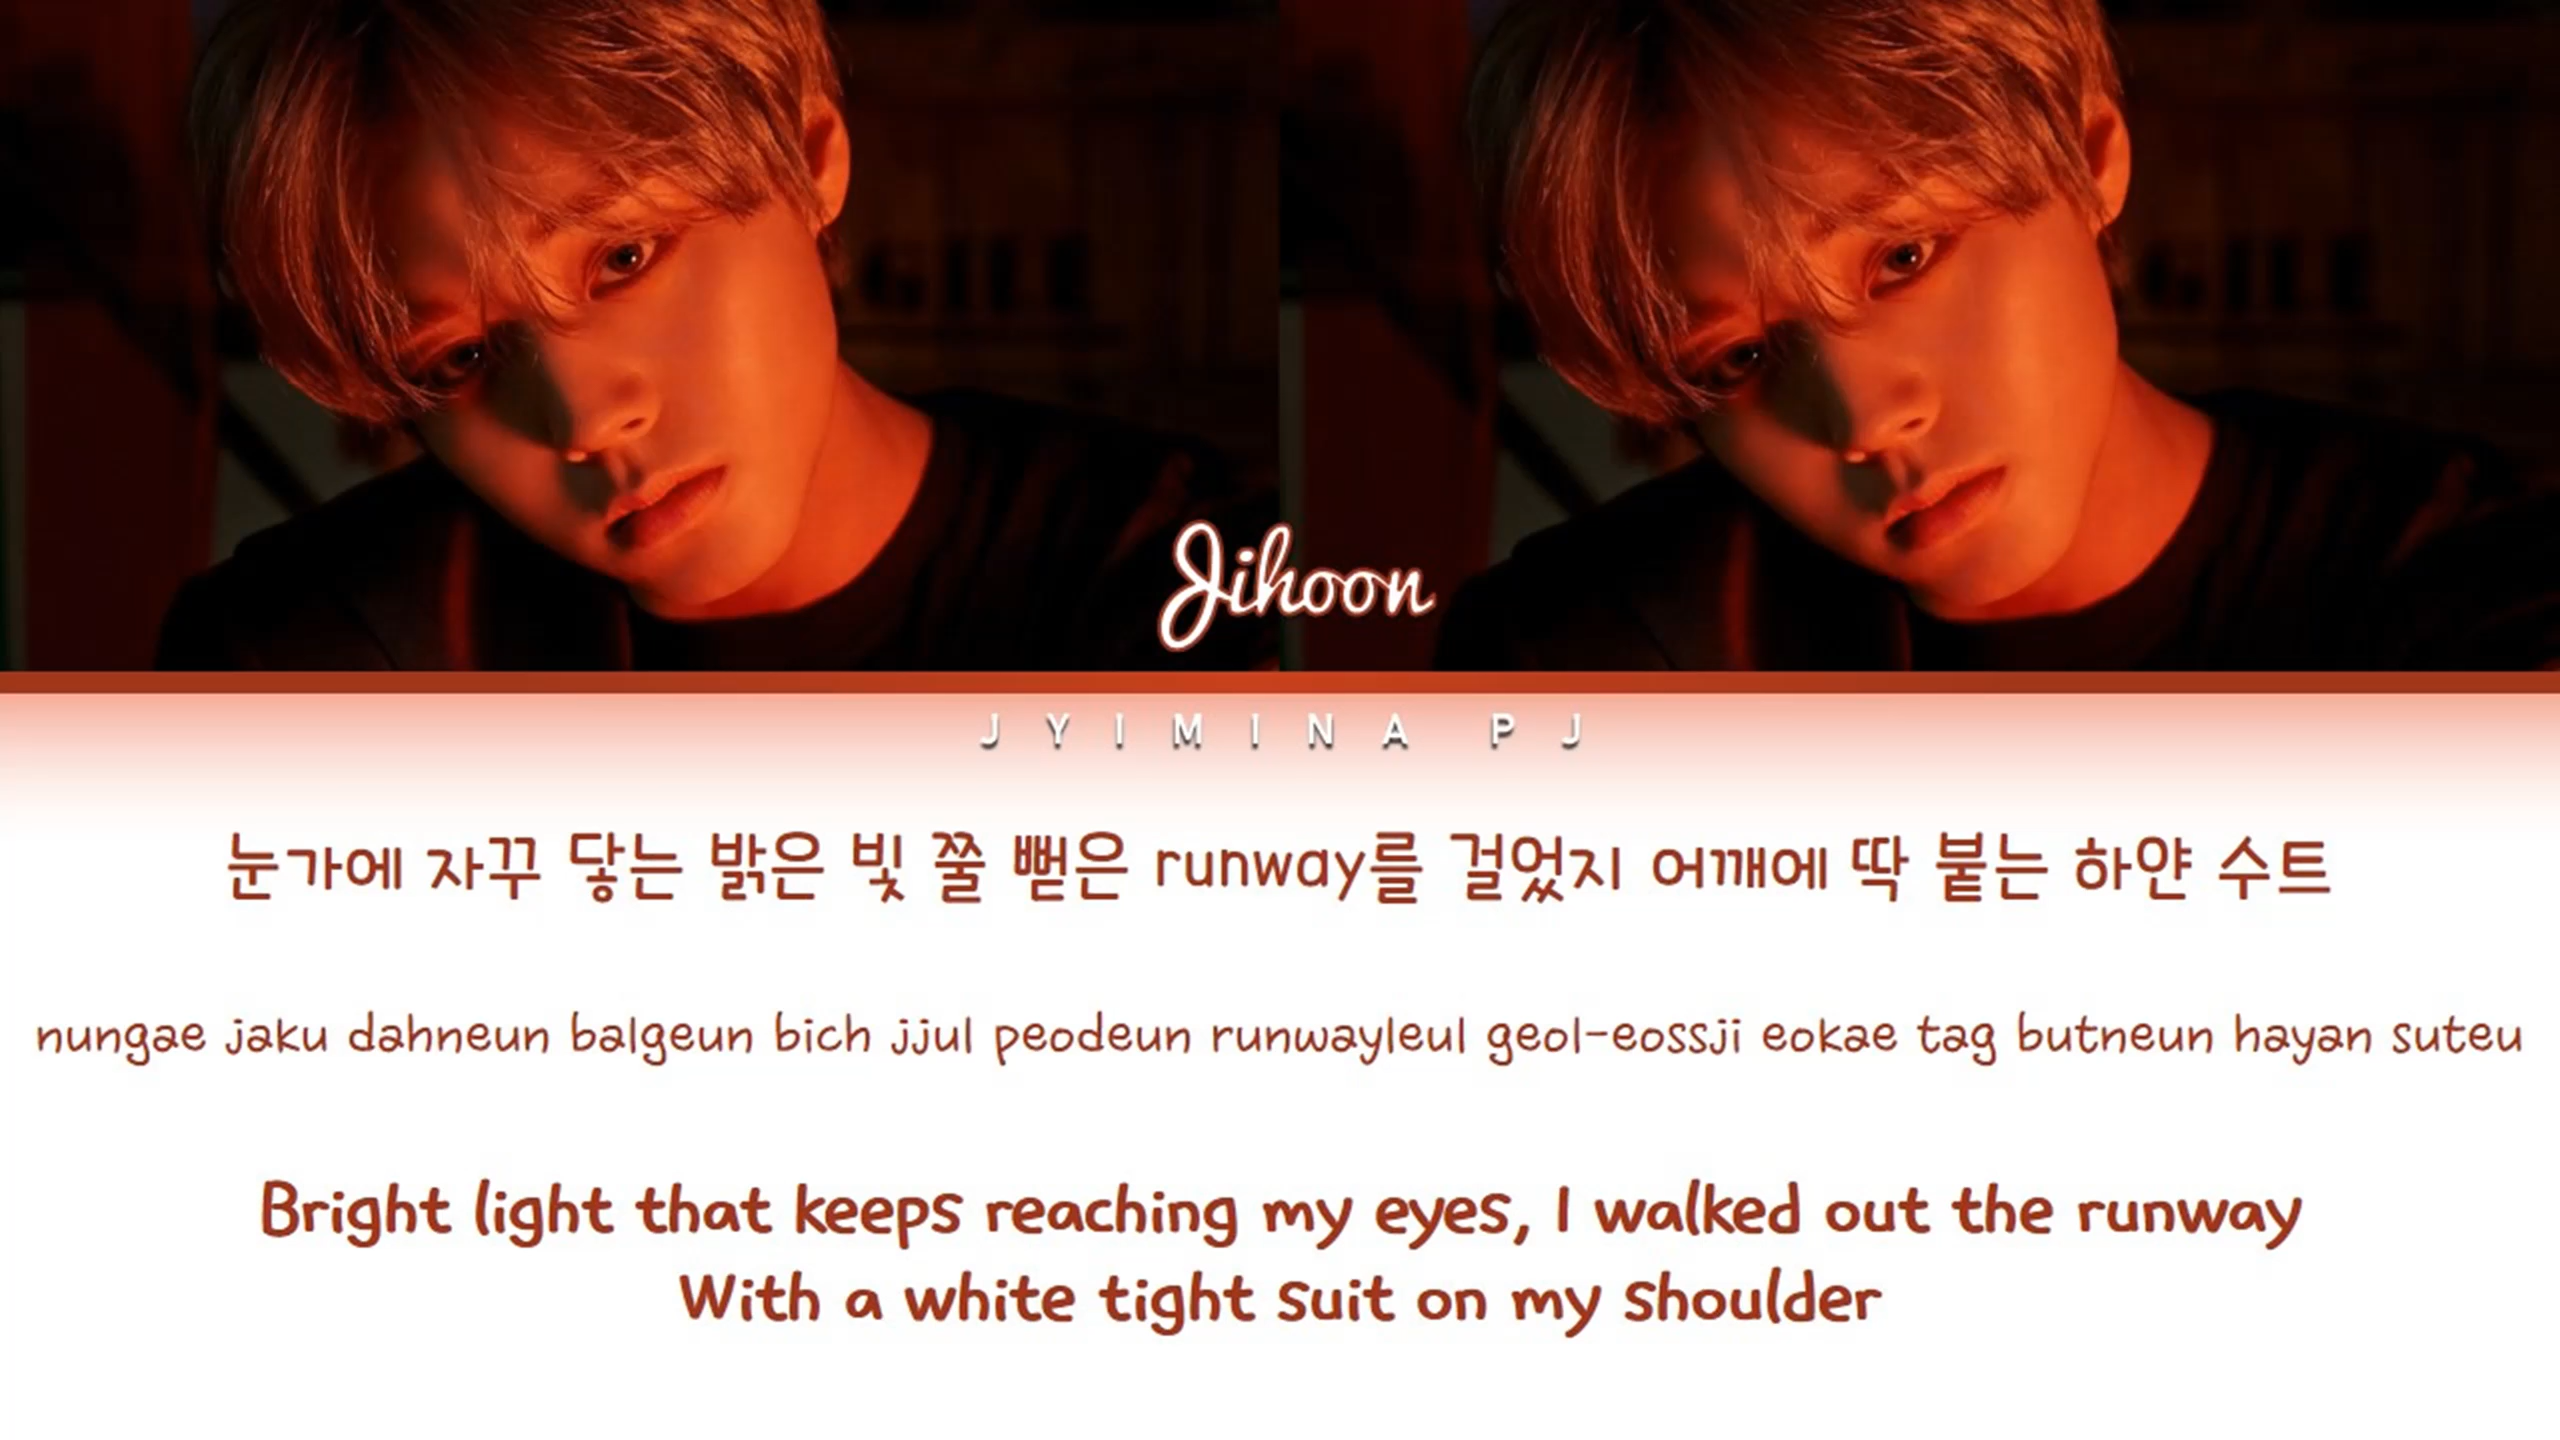 Jihoon
JYIMINA PJ
눈가에 자꾸 닿는 밝은 빛 쭐 뻗은 runway를 걸었지 어깨에 딱 붙는 하얀 수트
nungae jaku dahneun balgeun bich jjul peodeun runwayleul geol-eossji eokae tag butneun hayan suteu
Bright light that keeps reaching my eyes, I walked out the runway
With a white tight suit on my shoulder